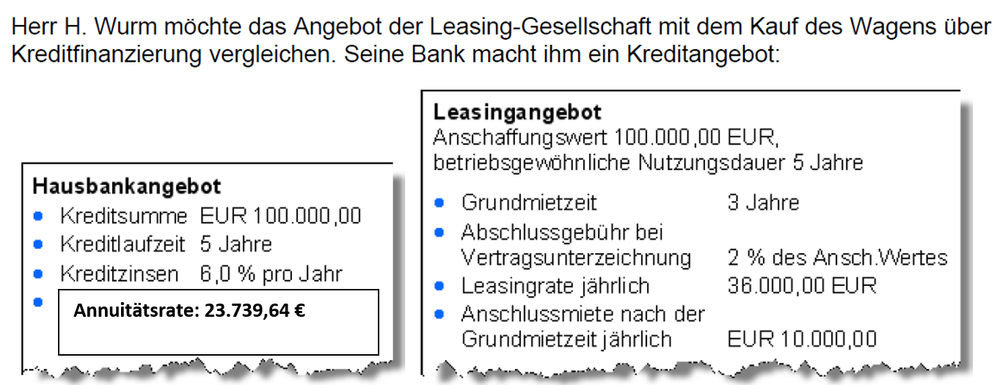 Herr H. Wurm möchte das Angebot der Leasing-Gesellschaft mit dem Kauf des Wagens über
Kreditfinanzierung vergleichen. Seine Bank macht ihm ein Kreditangebot:
Hausbankangebot
• Kreditsumme EUR 100.000,00
• Kreditlaufzeit 5 Jahre
• Kreditzinsen 6,0 % pro Jahr
• Annuitätsrate: 23.739,64 €
Leasingangebot
Anschaffungswert 100.000,00 EUR,
betriebsgewöhnliche Nutzungsdauer 5 Jahre
• Grundmietzeit 3 Jahre
• Abschlussgebühr bei
Vertragsunterzeichnung 2 % des Ansch.Wertes
• Leasingrate jährlich 36.000,00 EUR
• Anschlussmiete nach der
Grundmietzeit jährlich EUR 10.000,00